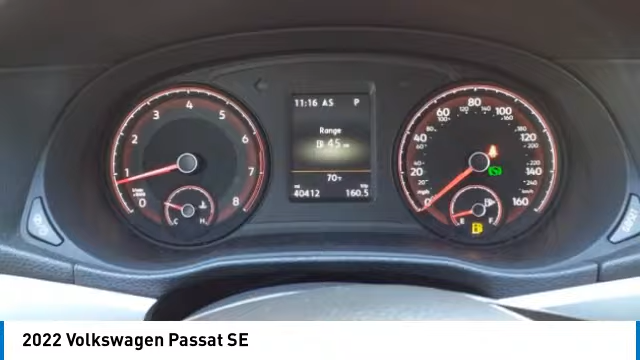 11:16 AS P
Range
45
70°F
40412 160.5
0 1 2 3 4 5 6 7 8
C H
0 20 40 60 80 100 120 140 160
E F
2022 Volkswagen Passat SE